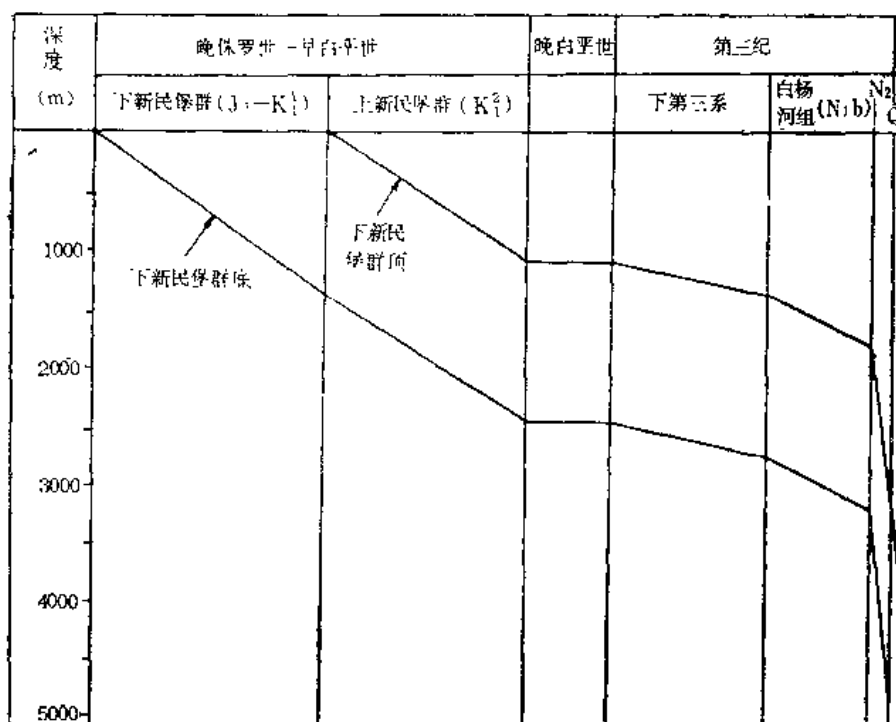 深度
(m)
晚侏罗世-早白垩世
晚白垩世
第三纪
下新民堡群(J₃—K₁¹)
上新民堡群(K₁²)
下第三系
白杨河组(N₁b)
N₂
Q
下新民堡群底
下新民
堡群顶
1000
2000
3000
4000
5000